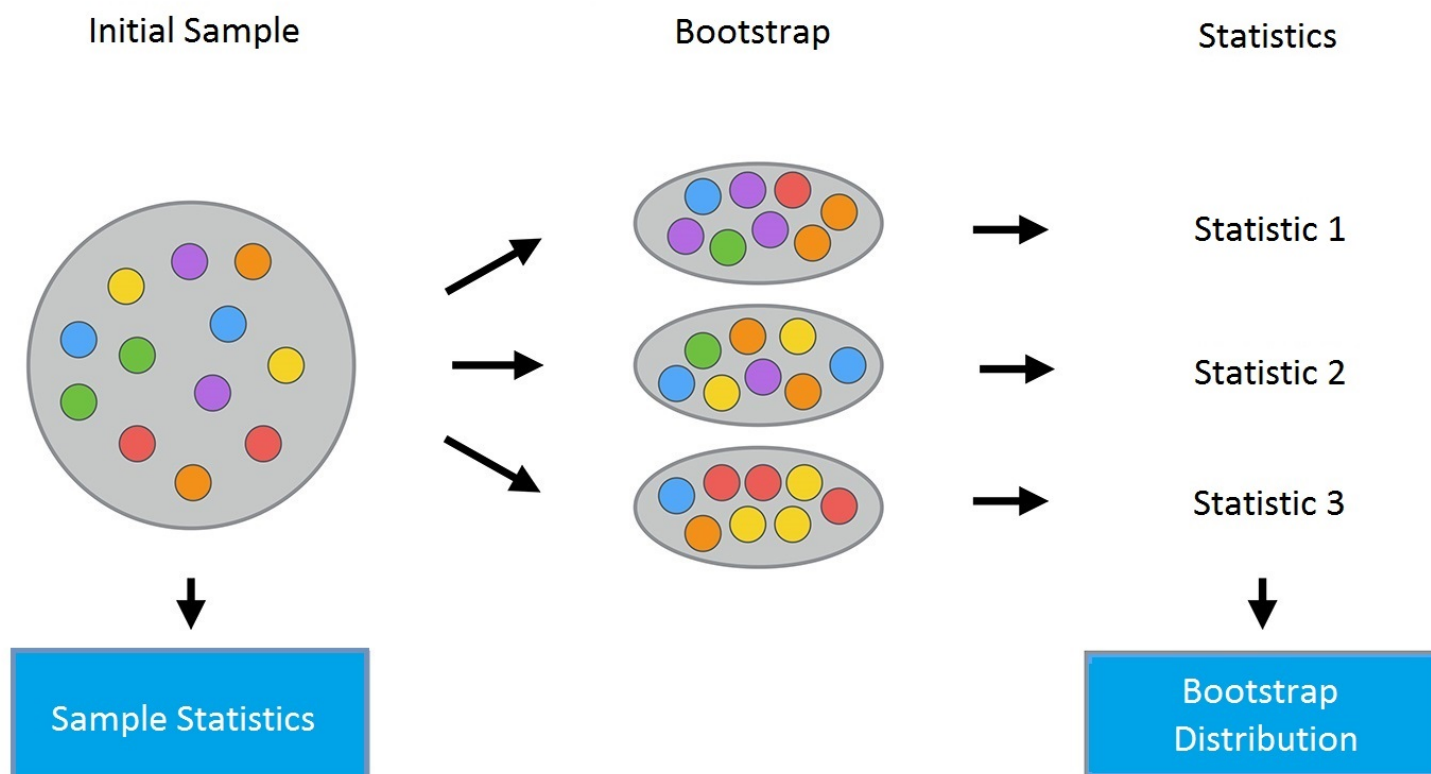 Initial Sample
Bootstrap
Statistics
Statistic 1
Statistic 2
Statistic 3
Sample Statistics
Bootstrap
Distribution